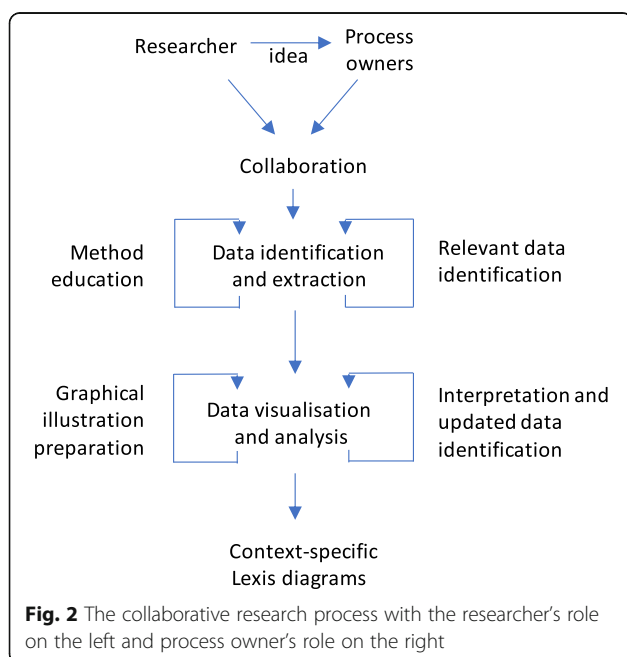 Researcher
idea
Process
owners
Collaboration
Method
education
Data identification
and extraction
Relevant data
identification
Graphical
illustration
preparation
Data visualisation
and analysis
Interpretation and
updated data
identification
Context-specific
Lexis diagrams
Fig. 2 The collaborative research process with the researcher's role
on the left and process owner's role on the right